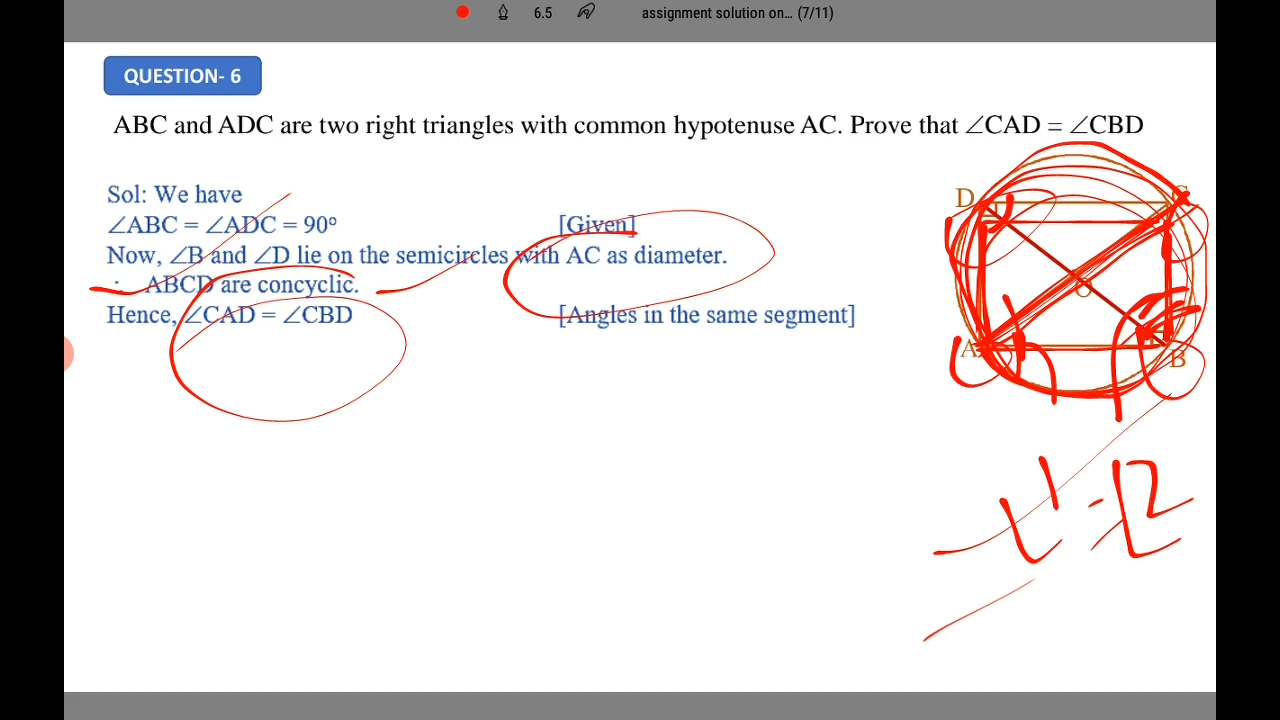 6.5 assignment solution on... (7/11)
QUESTION- 6
ABC and ADC are two right triangles with common hypotenuse AC. Prove that ∠CAD = ∠CBD
Sol: We have
∠ABC = ∠ADC = 90° [Given]
Now, ∠B and ∠D lie on the semicircles with AC as diameter.
∴ ABCD are concyclic.
Hence, ∠CAD = ∠CBD [Angles in the same segment]
D C
O
A B
∠1 = ∠2